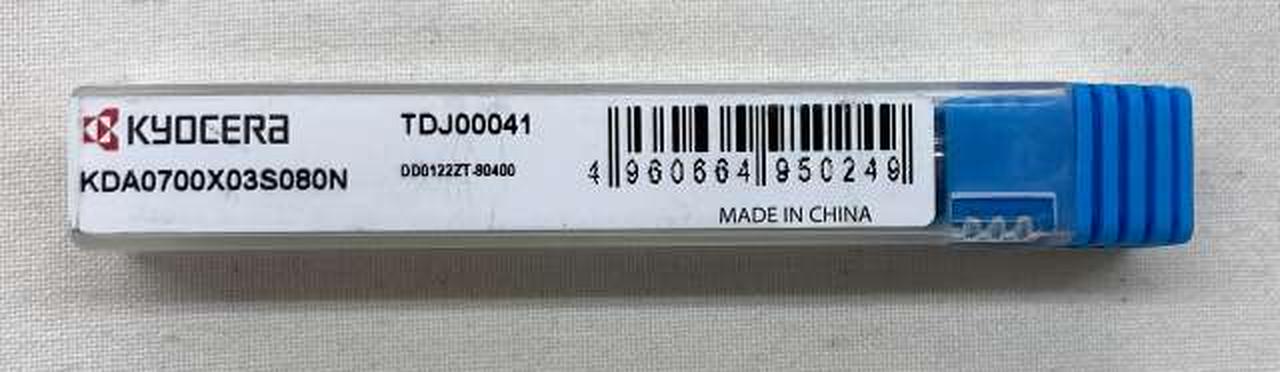 KYOCERA
KDA0700X03S080N
TDJ00041
DD0122ZT-90400
4 960664 950249
MADE IN CHINA